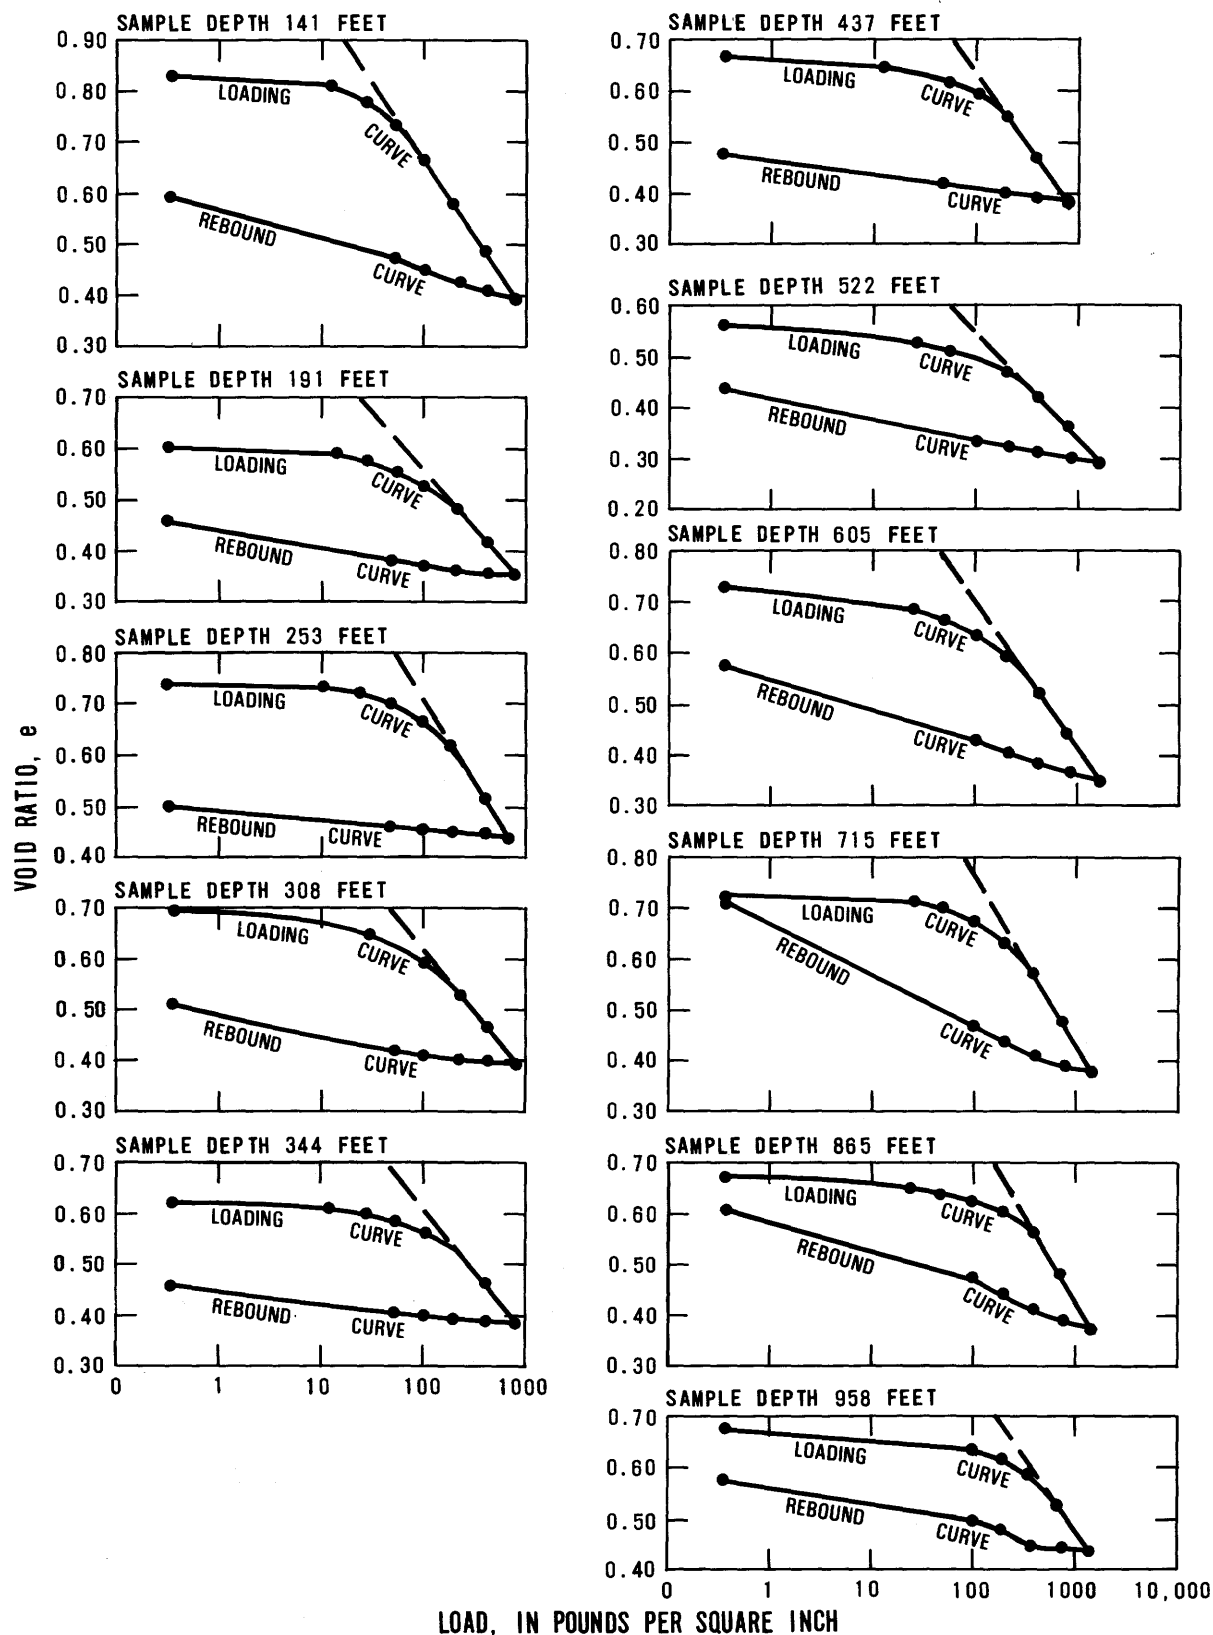 SAMPLE DEPTH 141 FEET
0.90
0.80
0.70
0.60
0.50
0.40
0.30
LOADING
CURVE
REBOUND
CURVE
SAMPLE DEPTH 191 FEET
0.70
0.60
0.50
0.40
0.30
LOADING
CURVE
REBOUND
CURVE
SAMPLE DEPTH 253 FEET
0.80
0.70
0.60
0.50
0.40
LOADING
CURVE
REBOUND CURVE
SAMPLE DEPTH 308 FEET
0.70
0.60
0.50
0.40
0.30
LOADING
CURVE
REBOUND
CURVE
SAMPLE DEPTH 344 FEET
0.70
0.60
0.50
0.40
0.30
LOADING
CURVE
REBOUND
CURVE
0 1 10 100 1000
VOID RATIO, e
SAMPLE DEPTH 437 FEET
0.70
0.60
0.50
0.40
0.30
LOADING
CURVE
REBOUND
CURVE
SAMPLE DEPTH 522 FEET
0.60
0.50
0.40
0.30
0.20
LOADING
CURVE
REBOUND
CURVE
SAMPLE DEPTH 605 FEET
0.80
0.70
0.60
0.50
0.40
0.30
LOADING
CURVE
REBOUND
CURVE
SAMPLE DEPTH 715 FEET
0.80
0.70
0.60
0.50
0.40
0.30
LOADING
CURVE
REBOUND
CURVE
SAMPLE DEPTH 865 FEET
0.70
0.60
0.50
0.40
0.30
LOADING
CURVE
REBOUND
CURVE
SAMPLE DEPTH 958 FEET
0.70
0.60
0.50
0.40
LOADING
CURVE
REBOUND
CURVE
0 1 10 100 1000 10,000
LOAD, IN POUNDS PER SQUARE INCH